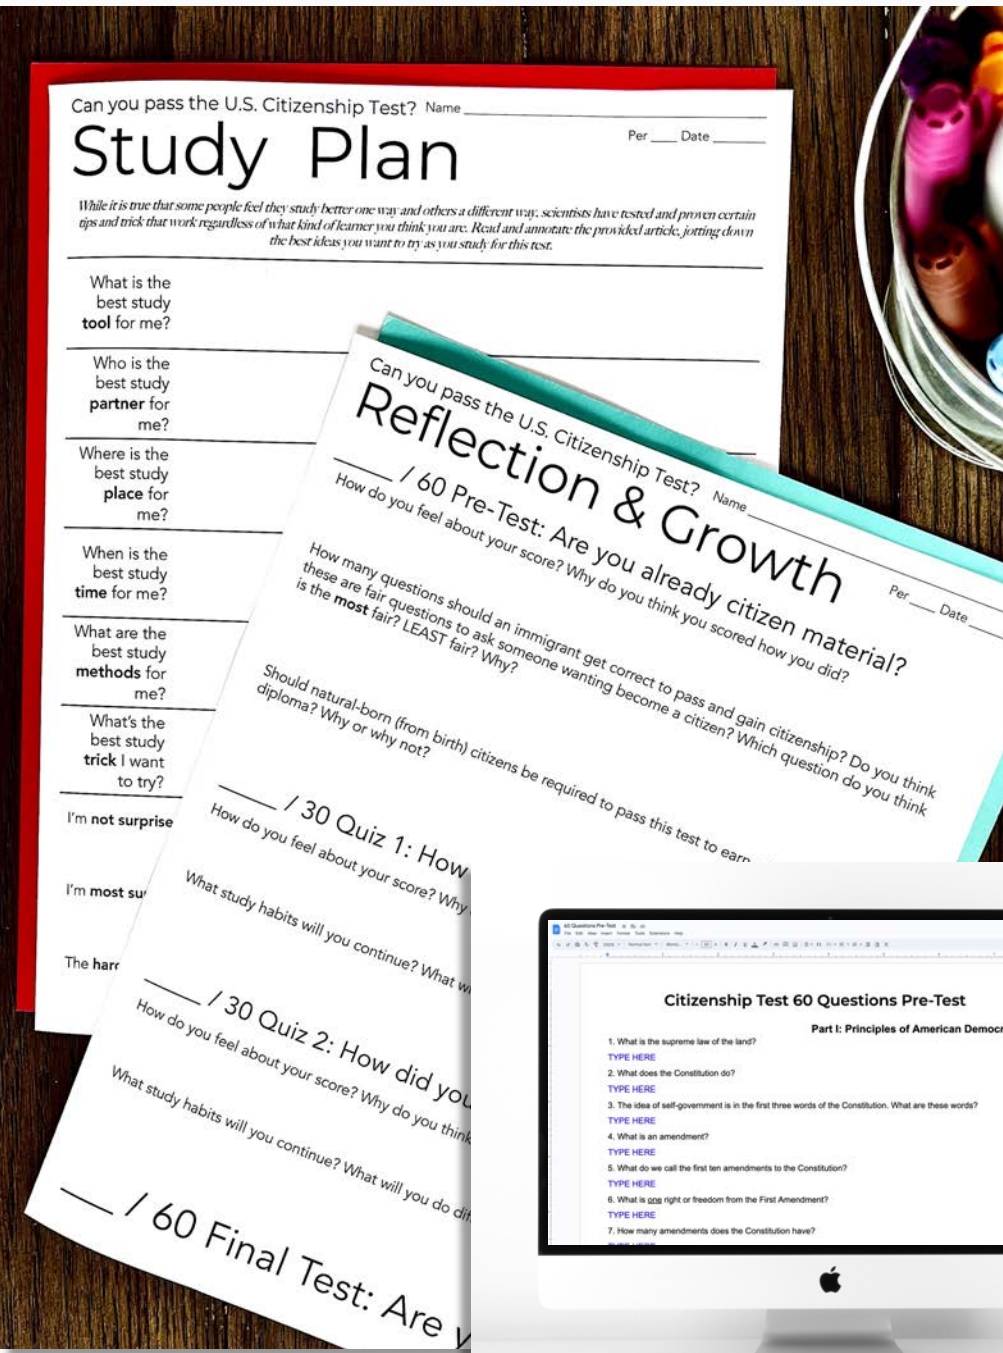 Can you pass the U.S. Citizenship Test? Name
Per Date
Study Plan
While it is true that some people feel they study better one way and others a different way, scientists have tested and proven certain
tips and trick that work regardless of what kind of learner you think you are. Read and annotate the provided article, jotting down
the best ideas you want to try as you study for this test.
What is the
best study
tool for me?
Who is the
best study
partner for
me?
Where is the
best study
place for
me?
When is the
best study
time for me?
What are the
best study
methods for
me?
What's the
best study
trick I want
to try?
I'm not surprise
I'm most su
The hard
Can you pass the U.S. Citizenship Test? Name
Per Date
Reflection & Growth
/ 60 Pre-Test: Are you already citizen material?
How do you feel about your score? Why do you think you scored how you did?
How many questions should an immigrant get correct to pass and gain citizenship? Do you think
these are fair questions to ask someone wanting become a citizen? Which question do you think
is the most fair? LEAST fair? Why?
Should natural-born (from birth) citizens be required to pass this test to earn
diploma? Why or why not?
/ 30 Quiz 1: How
How do you feel about your score? Why
What study habits will you continue? What w
/ 30 Quiz 2: How did you
How do you feel about your score? Why do you think
What study habits will you continue? What will you do dif
/ 60 Final Test: Are y
60 Questions Pre-Test
File Edit View Insert Format Tools Extensions Help
Citizenship Test 60 Questions Pre-Test
Part I: Principles of American Democr
1. What is the supreme law of the land?
TYPE HERE
2. What does the Constitution do?
TYPE HERE
3. The idea of self-government is in the first three words of the Constitution. What are these words?
TYPE HERE
4. What is an amendment?
TYPE HERE
5. What do we call the first ten amendments to the Constitution?
TYPE HERE
6. What is one right or freedom from the First Amendment?
TYPE HERE
7. How many amendments does the Constitution have?